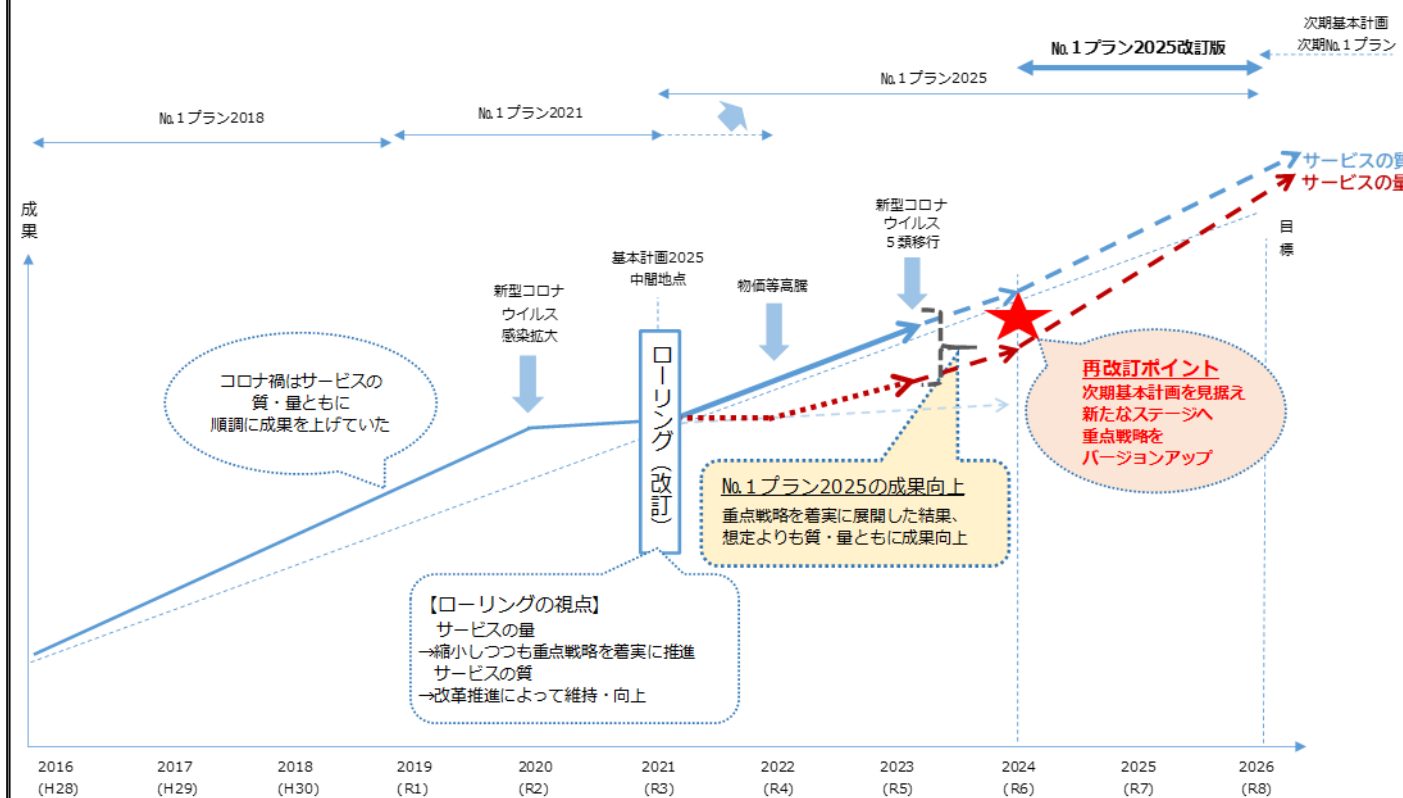 次期基本計画
次期№1プラン
№1プラン2025改訂版
№1プラン2025
№1プラン2018
№1プラン2021
サービスの質
サービスの量
成
果
目
標
新型コロナ
ウイルス
5類移行
基本計画2025
中間地点
物価等高騰
新型コロナ
ウイルス
感染拡大
ローリング（改訂）
コロナ禍はサービスの
質・量ともに
順調に成果を上げていた
再改訂ポイント
次期基本計画を見据え
新たなステージへ
重点戦略を
バージョンアップ
№1プラン2025の成果向上
重点戦略を着実に展開した結果、
想定よりも質・量ともに成果向上
【ローリングの視点】
サービスの量
→縮小しつつも重点戦略を着実に推進
サービスの質
→改革推進によって維持・向上
2016 2017 2018 2019 2020 2021 2022 2023 2024 2025 2026
(H28) (H29) (H30) (R1) (R2) (R3) (R4) (R5) (R6) (R7) (R8)